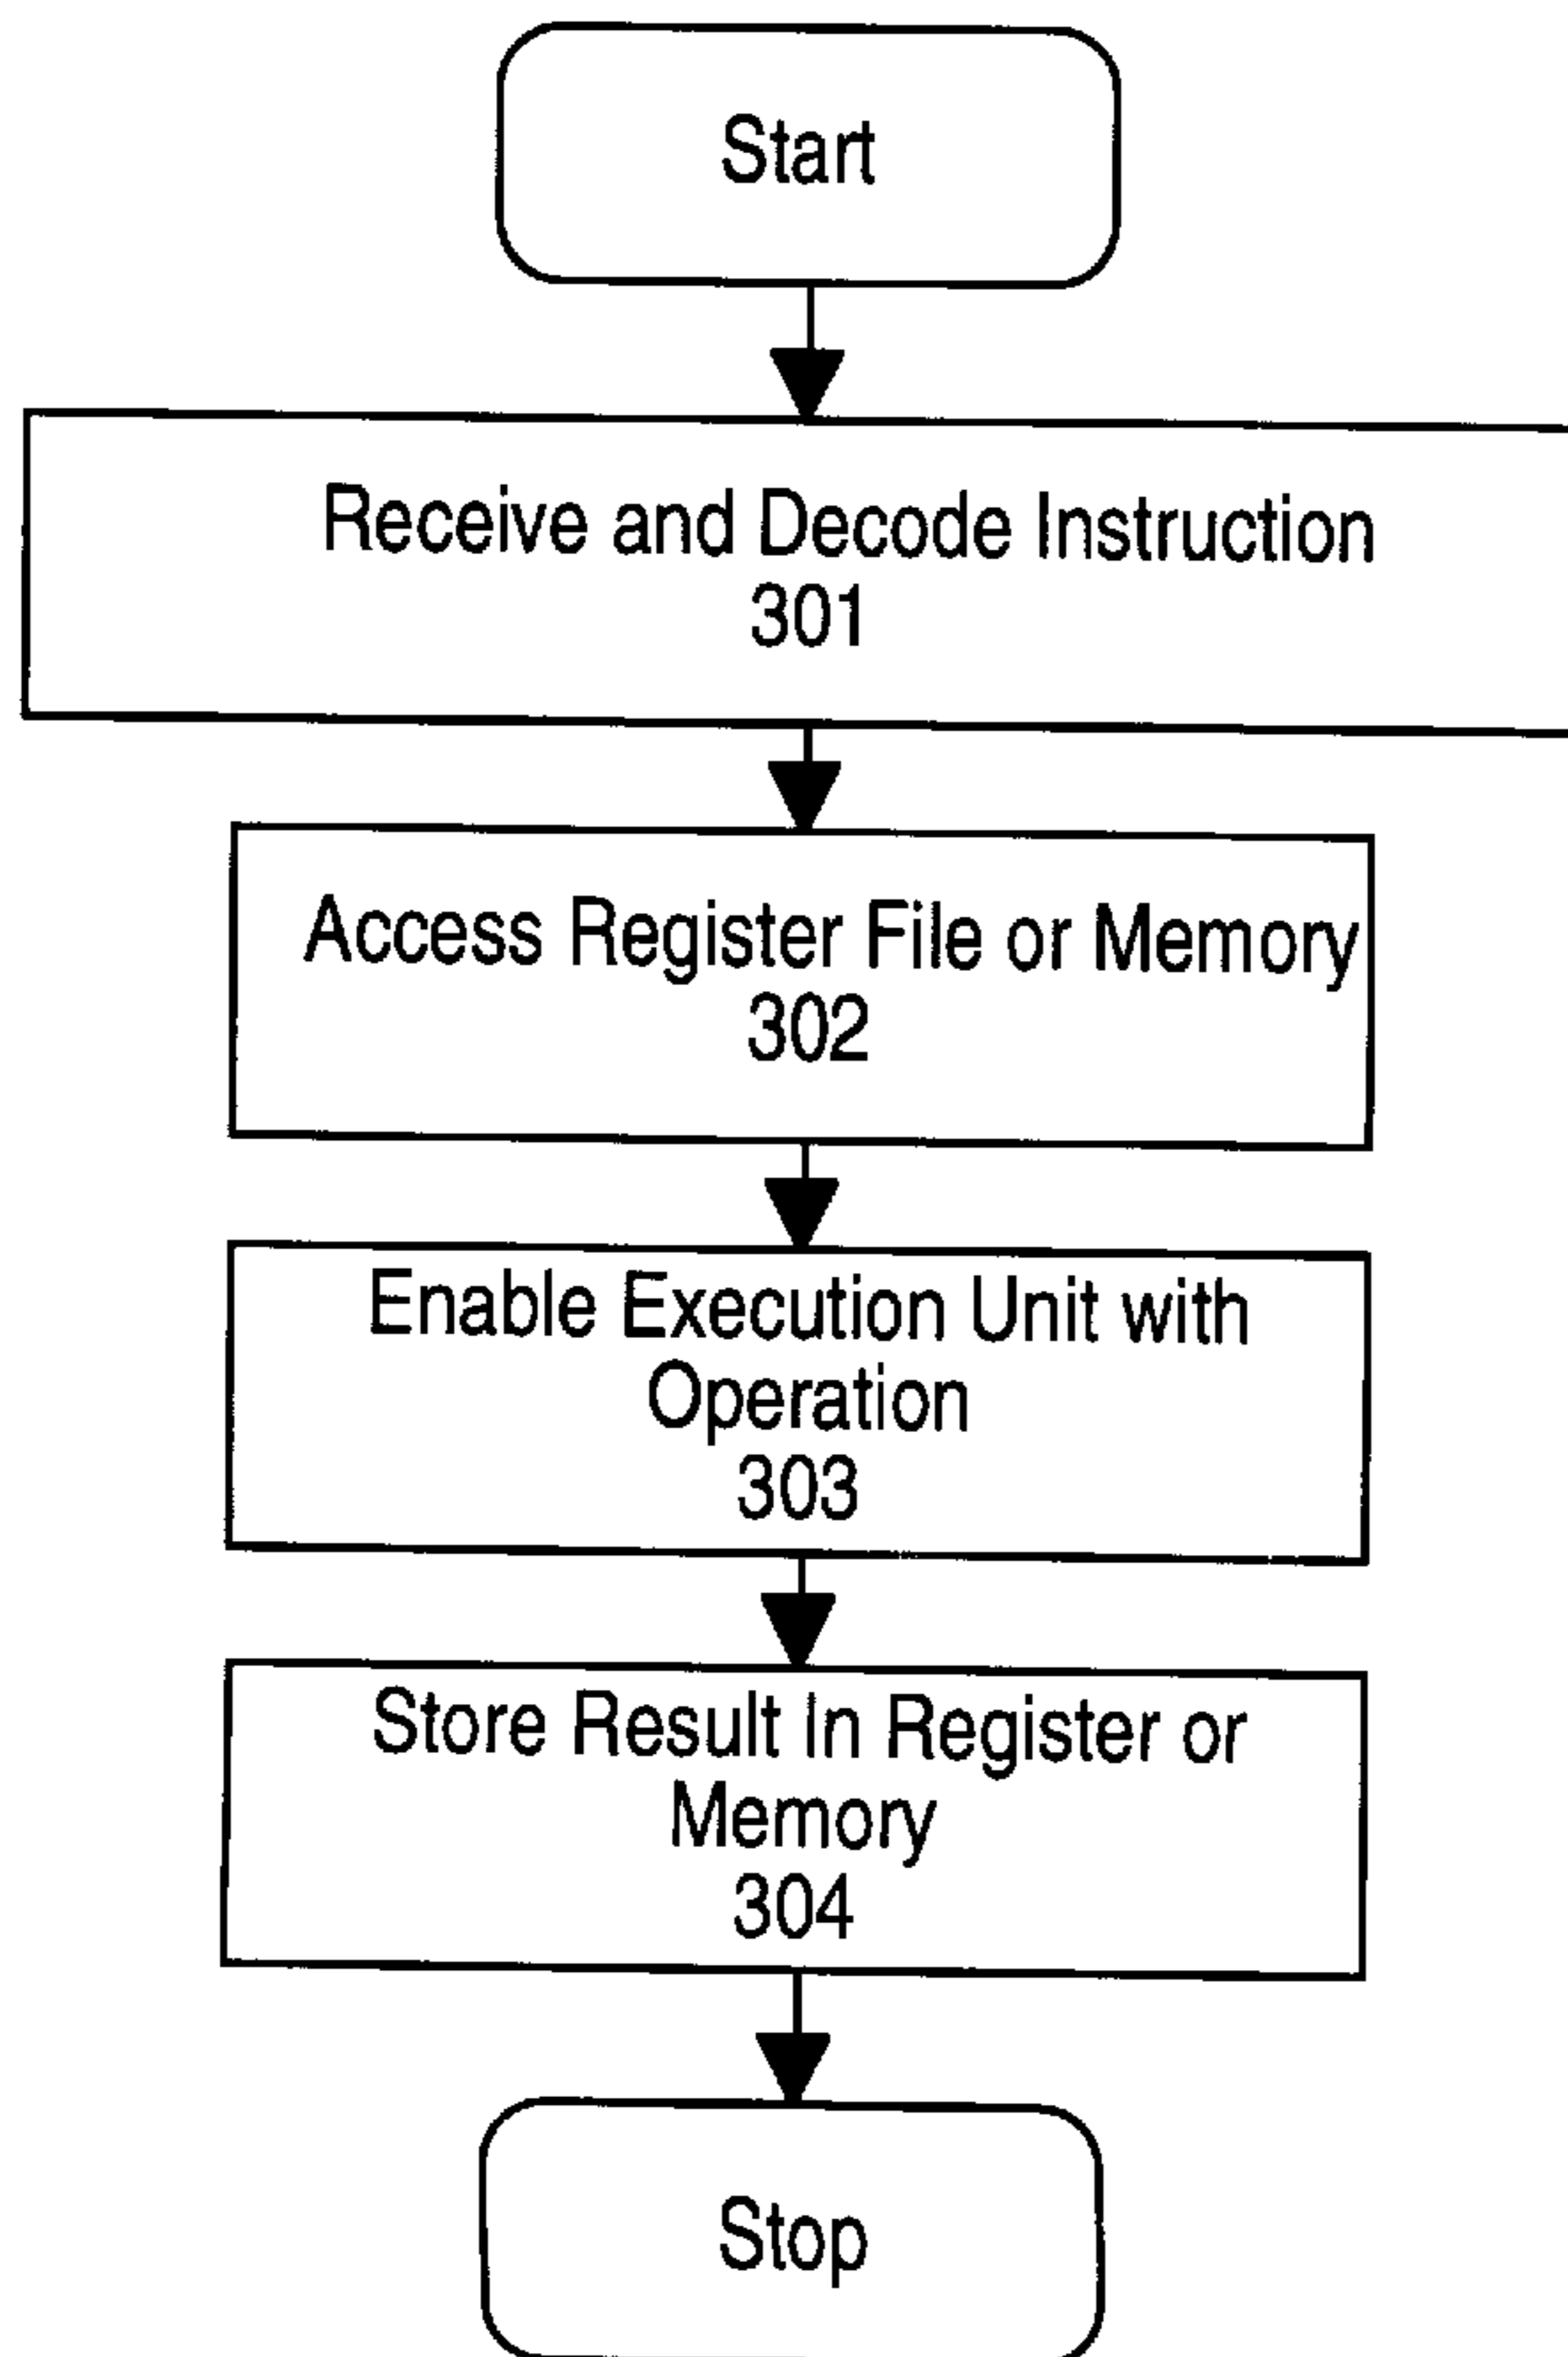 Start
Receive and Decode Instruction
301
Access Register File or Memory
302
Enable Execution Unit with
Operation
303
Store Result In Register or
Memory
304
Stop